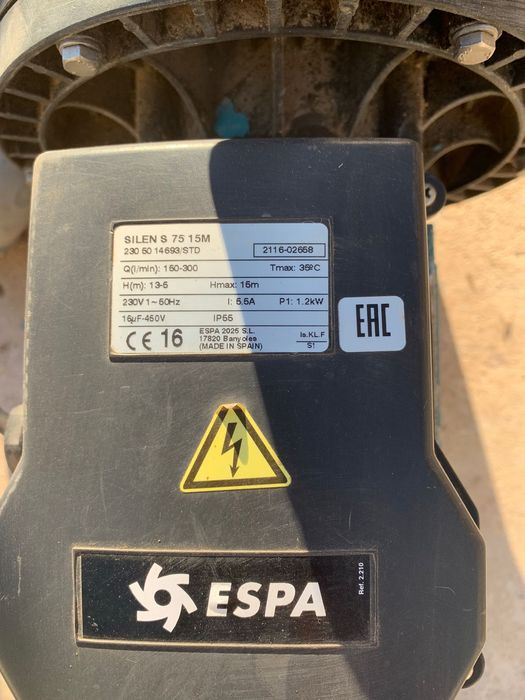 SILEN S 75 15M
230 50 14693/STD 2116-02658
Q(l/min): 150-300 Tmax: 35ºC
H(m): 13-5 Hmax: 15m
230V 1~50Hz I: 5.5A P1: 1.2kW
16µF-450V IP55
CE 16 ESPA 2025 S.L. Is.KL.F
17820 Banyoles S1
(MADE IN SPAIN)
EAC
ESPA
Ref. 2.210